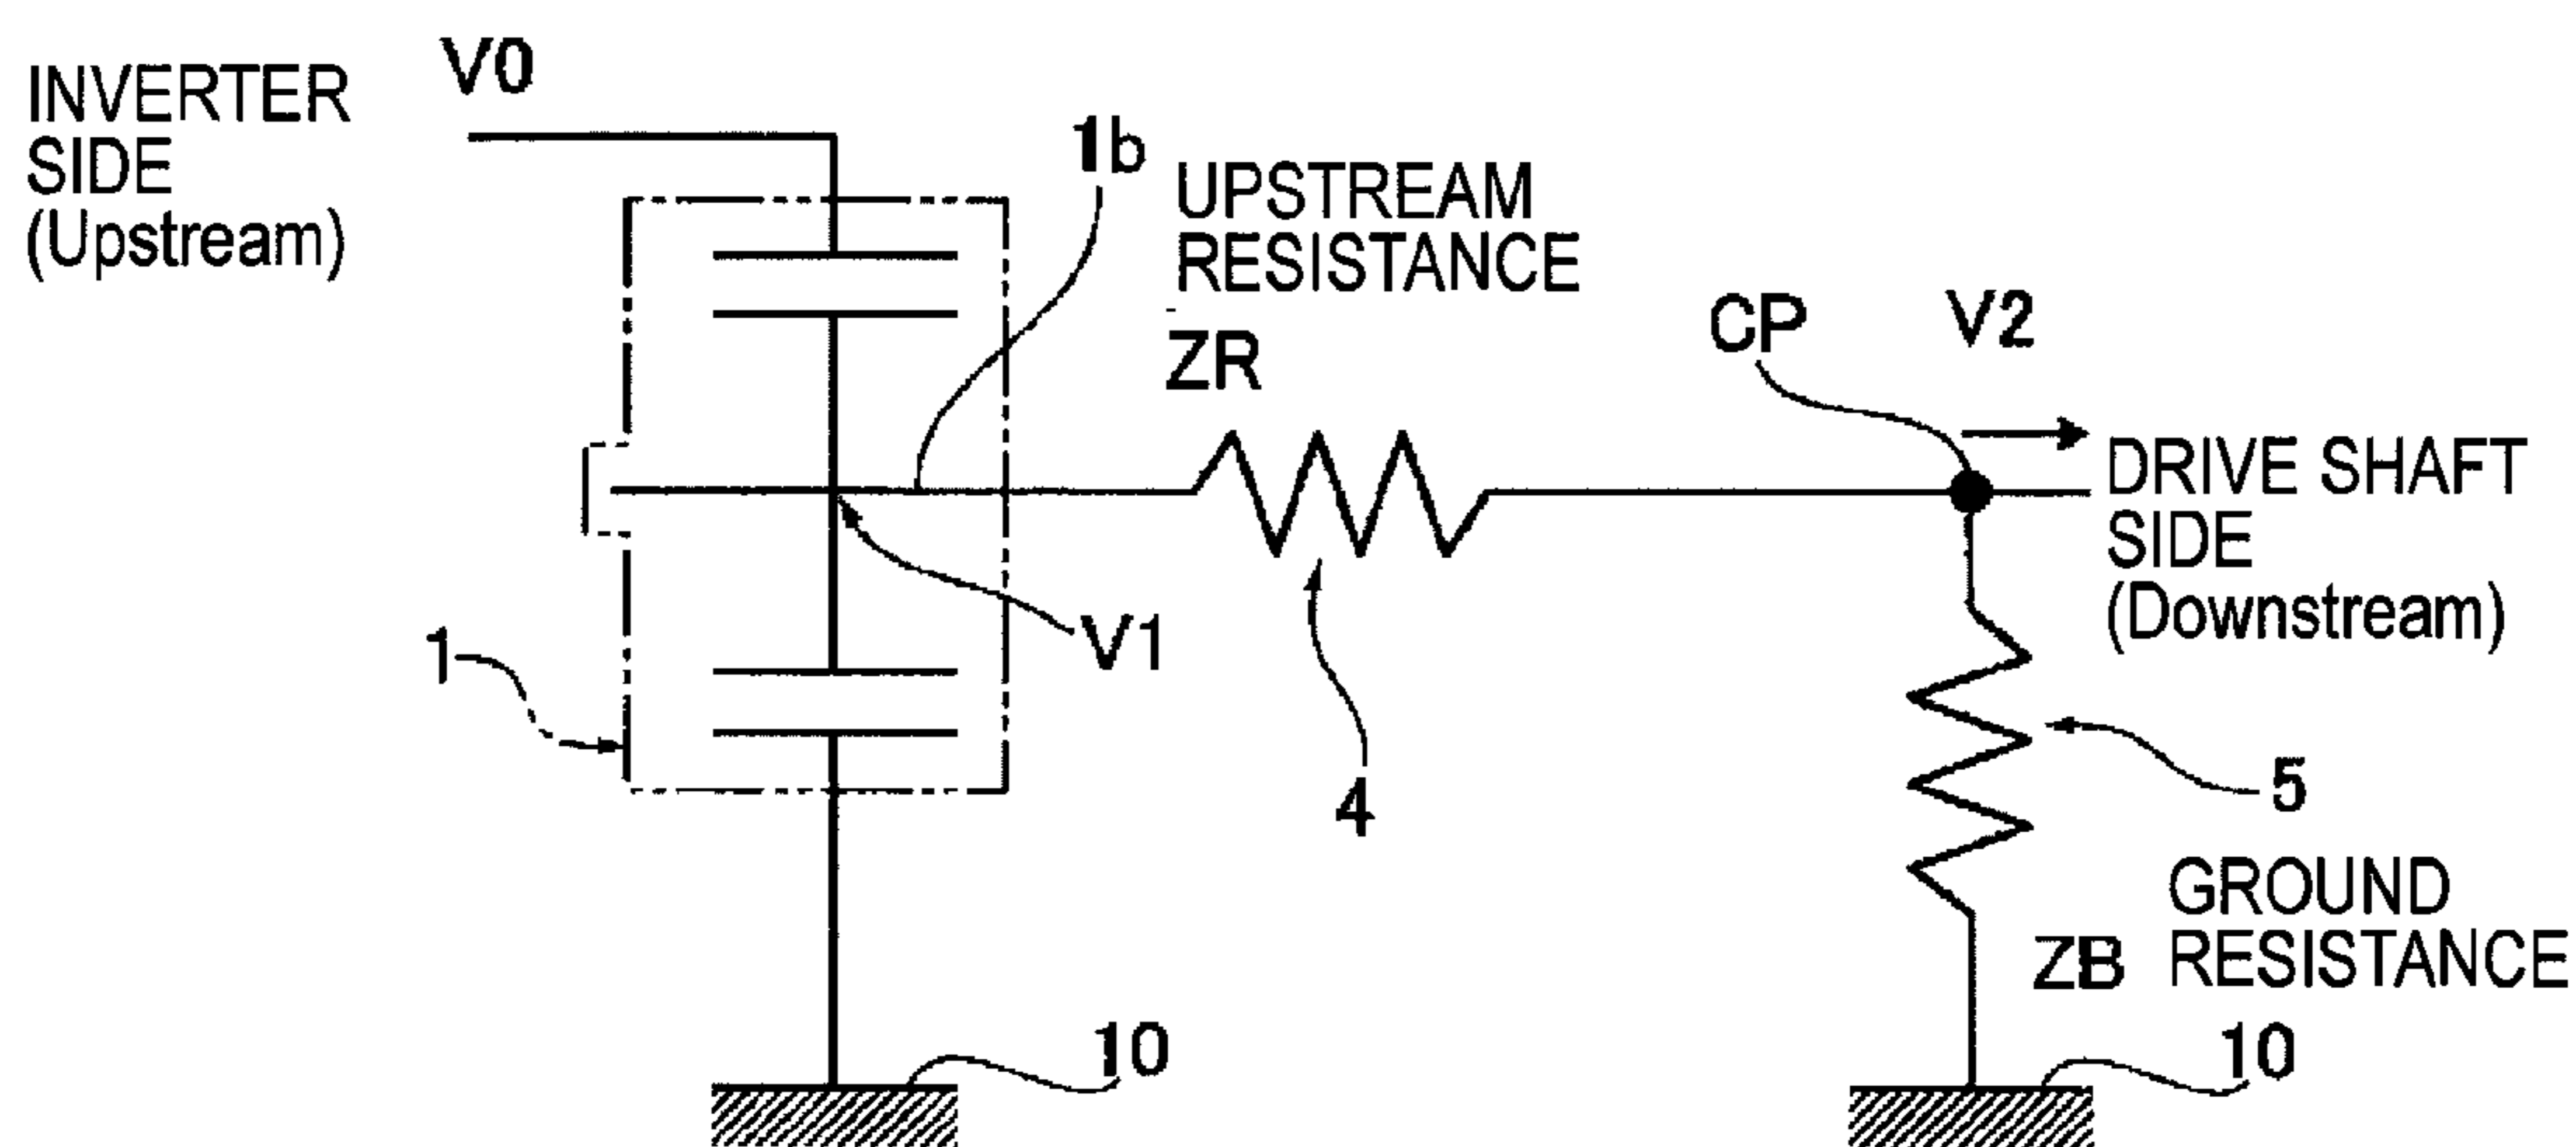 INVERTER
SIDE
(Upstream)
V0
1b
UPSTREAM
RESISTANCE
ZR
CP
V2
DRIVE SHAFT
SIDE
(Downstream)
V1
1
4
5
GROUND
RESISTANCE
ZB
10
10